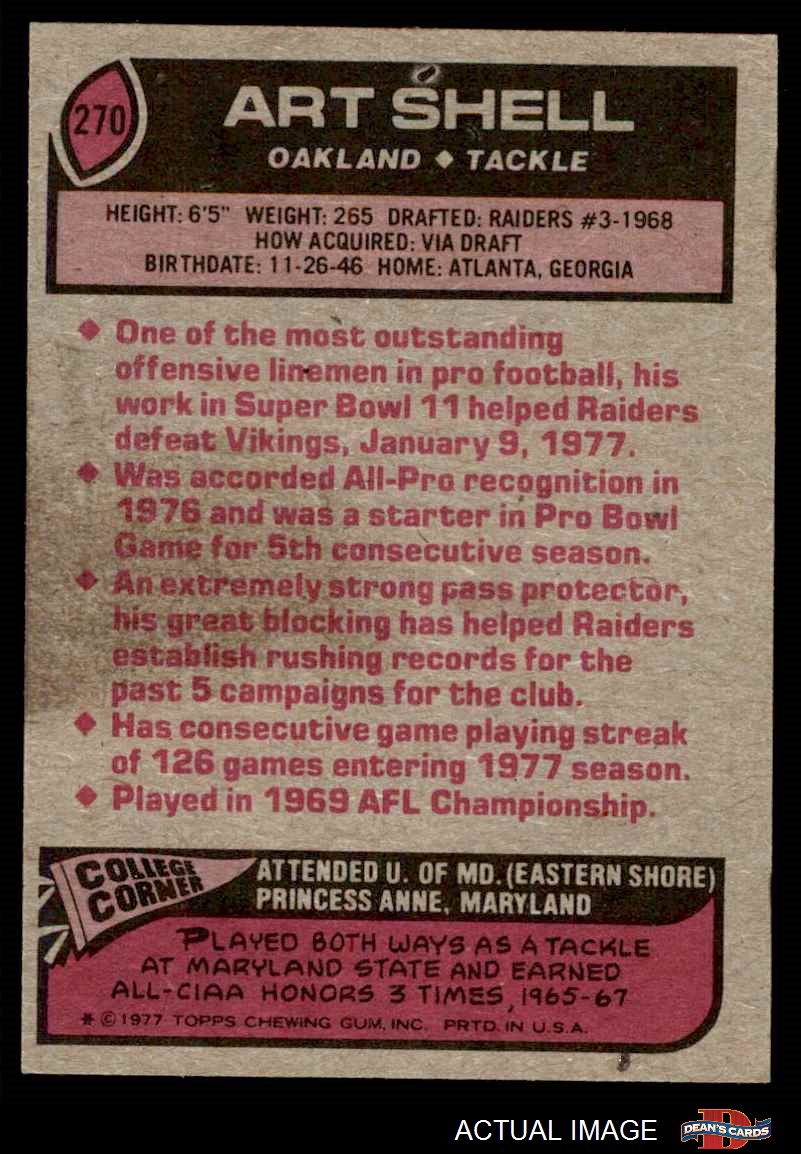 270
ART SHELL
OAKLAND ◆ TACKLE
HEIGHT: 6'5" WEIGHT: 265 DRAFTED: RAIDERS #3-1968
HOW ACQUIRED: VIA DRAFT
BIRTHDATE: 11-26-46 HOME: ATLANTA, GEORGIA
◆ One of the most outstanding
offensive linemen in pro football, his
work in Super Bowl 11 helped Raiders
defeat Vikings, January 9, 1977.
◆ Was accorded All-Pro recognition in
1976 and was a starter in Pro Bowl
Game for 5th consecutive season.
◆ An extremely strong pass protector,
his great blocking has helped Raiders
establish rushing records for the
past 5 campaigns for the club.
◆ Has consecutive game playing streak
of 126 games entering 1977 season.
◆ Played in 1969 AFL Championship.
COLLEGE
CORNER
ATTENDED U. OF MD. (EASTERN SHORE)
PRINCESS ANNE, MARYLAND
PLAYED BOTH WAYS AS A TACKLE
AT MARYLAND STATE AND EARNED
ALL-CIAA HONORS 3 TIMES, 1965-67
* © 1977 TOPPS CHEWING GUM, INC. PRTD. IN U.S.A.
ACTUAL IMAGE
D
DEAN'S CARDS